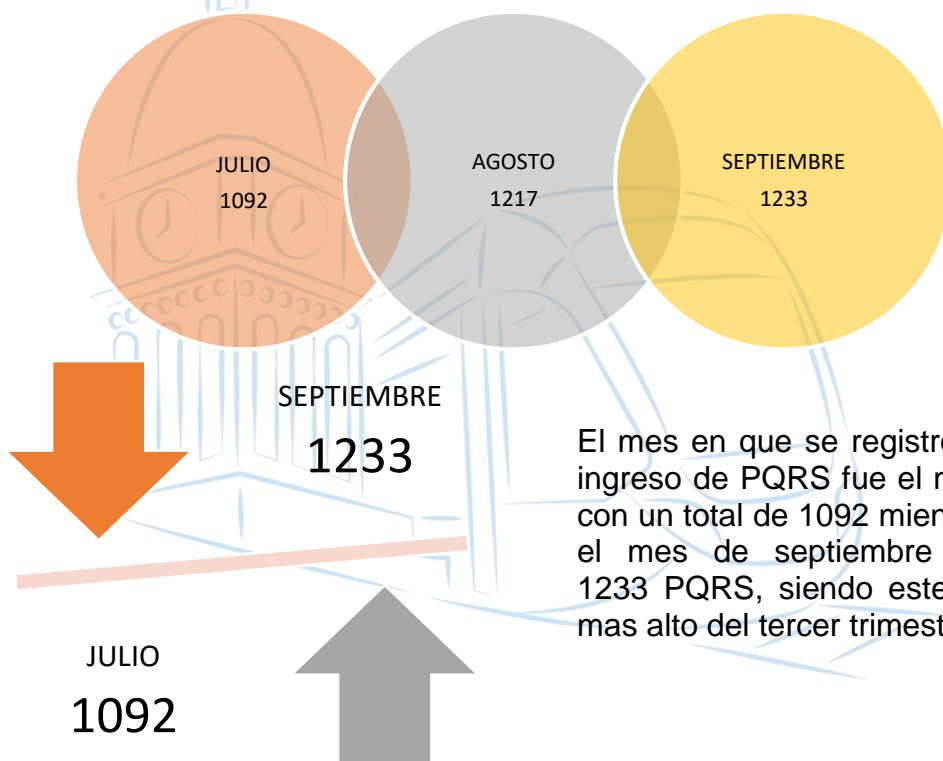 JULIO
1092
AGOSTO
1217
SEPTIEMBRE
1233
SEPTIEMBRE
1233
JULIO
1092
El mes en que se registr
ingreso de PQRS fue el
con un total de 1092
el mes de septiembre
1233 PQRS, siendo este
mas alto del tercer